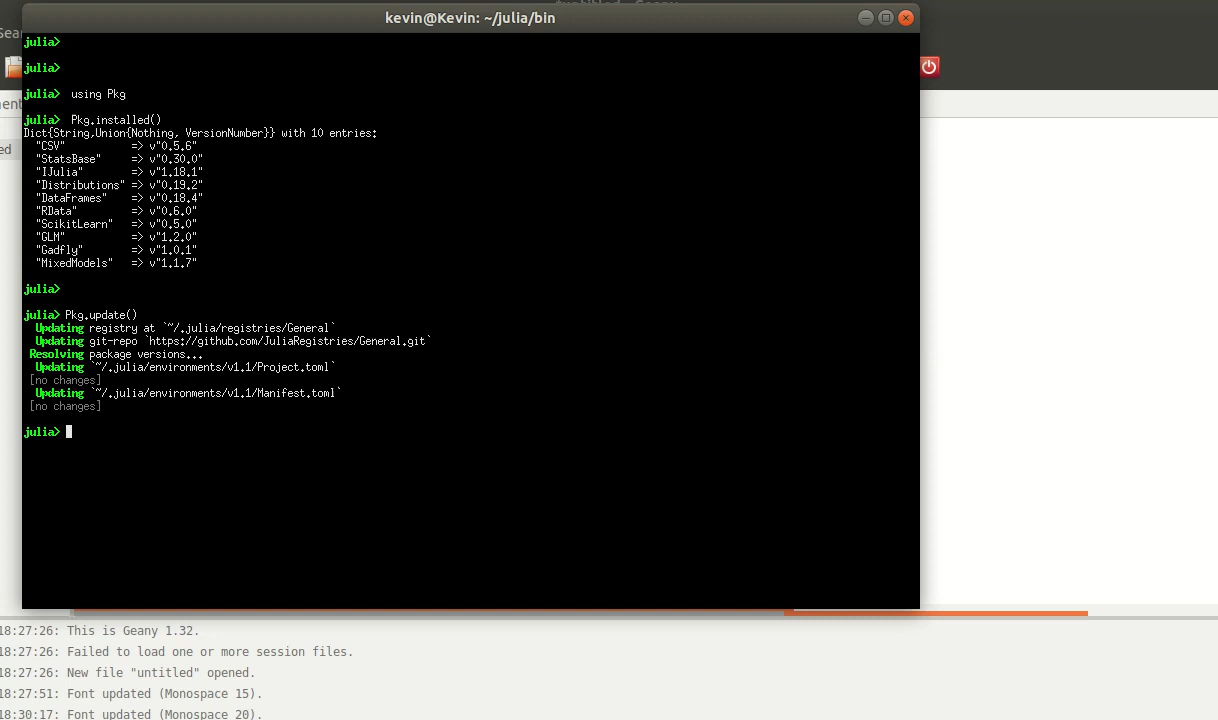 kevin@Kevin: ~/julia/bin
julia>
julia>
julia>  using Pkg
julia>  Pkg.installed()
Dict{String,Union{Nothing, VersionNumber}} with 10 entries:
  "CSV"           => v"0.5.6"
  "StatsBase"     => v"0.30.0"
  "IJulia"        => v"1.18.1"
  "Distributions" => v"0.19.2"
  "DataFrames"    => v"0.18.4"
  "RData"         => v"0.6.0"
  "ScikitLearn"   => v"0.5.0"
  "GLM"           => v"1.2.0"
  "Gadfly"        => v"1.0.1"
  "MixedModels"   => v"1.1.7"
julia>
julia> Pkg.update()
  Updating registry at `~/.julia/registries/General`
  Updating git-repo `https://github.com/JuliaRegistries/General.git`
 Resolving package versions...
  Updating `~/.julia/environments/v1.1/Project.toml`
 [no changes]
  Updating `~/.julia/environments/v1.1/Manifest.toml`
 [no changes]
julia>
18:27:26: This is Geany 1.32.
18:27:26: Failed to load one or more session files.
18:27:26: New file "untitled" opened.
18:27:51: Font updated (Monospace 15).
18:30:17: Font updated (Monospace 20).